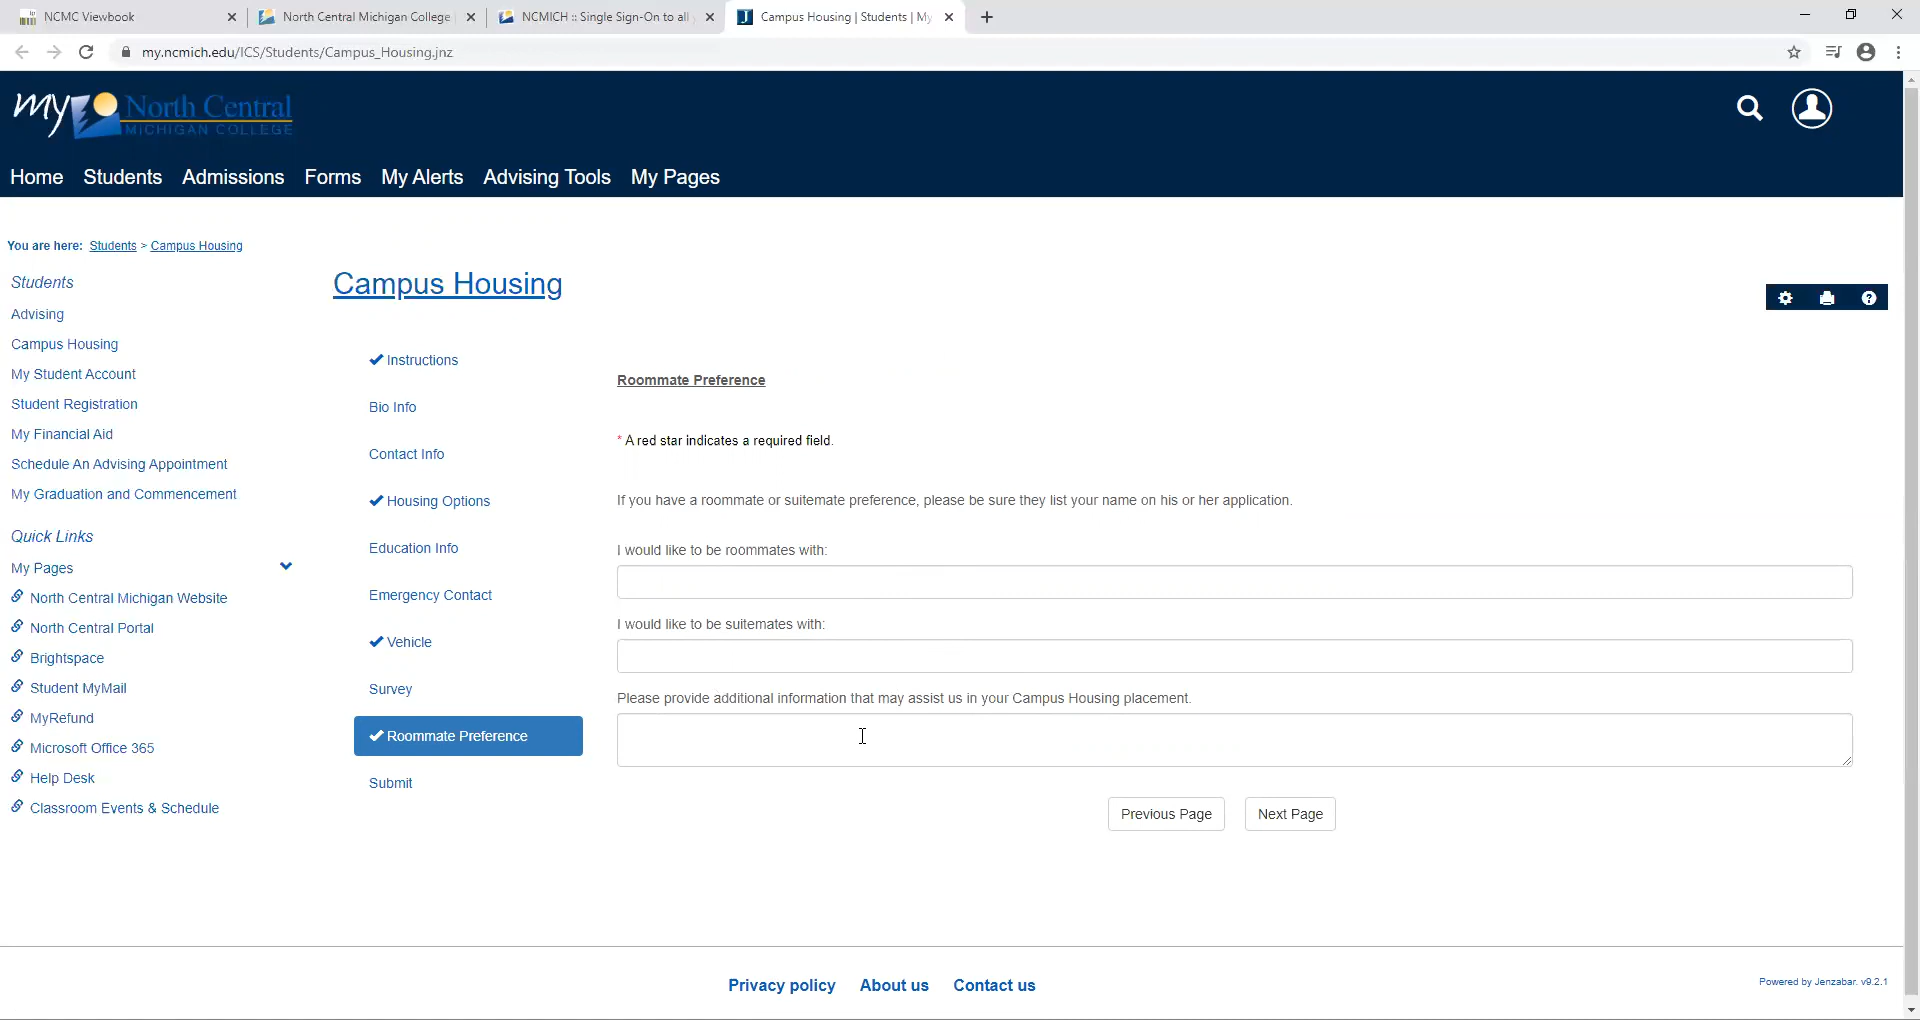 NCMC Viewbook
North Central Michigan College
NCMICH :: Single Sign-On to all
Campus Housing | Students | My
my.ncmich.edu/ICS/Students/Campus_Housing.jnz
my North Central
MICHIGAN COLLEGE
Home Students Admissions Forms My Alerts Advising Tools My Pages
You are here: Students > Campus Housing
Students
Advising
Campus Housing
My Student Account
Student Registration
My Financial Aid
Schedule An Advising Appointment
My Graduation and Commencement
Quick Links
My Pages
North Central Michigan Website
North Central Portal
Brightspace
Student MyMail
MyRefund
Microsoft Office 365
Help Desk
Classroom Events & Schedule
Campus Housing
Instructions
Bio Info
Contact Info
Housing Options
Education Info
Emergency Contact
Vehicle
Survey
Roommate Preference
Submit
Roommate Preference
* A red star indicates a required field.
If you have a roommate or suitemate preference, please be sure they list your name on his or her application.
I would like to be roommates with:
I would like to be suitemates with:
Please provide additional information that may assist us in your Campus Housing placement.
Previous Page Next Page
Privacy policy About us Contact us
Powered by Jenzabar. v9.2.1